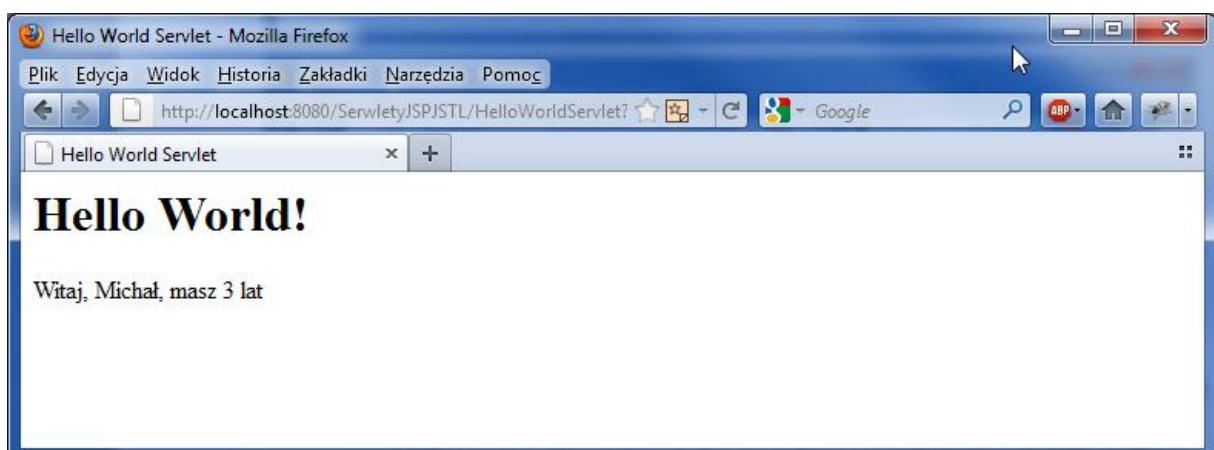 Hello World Servlet - Mozilla Firefox
Plik Edycja Widok Historia Zakładki Narzędzia Pomoc
http://localhost:8080/SerwletyJSPJSTL/HelloWorldServlet? Google ABP
Hello World Servlet
Hello World!
Witaj, Michał, masz 3 lat